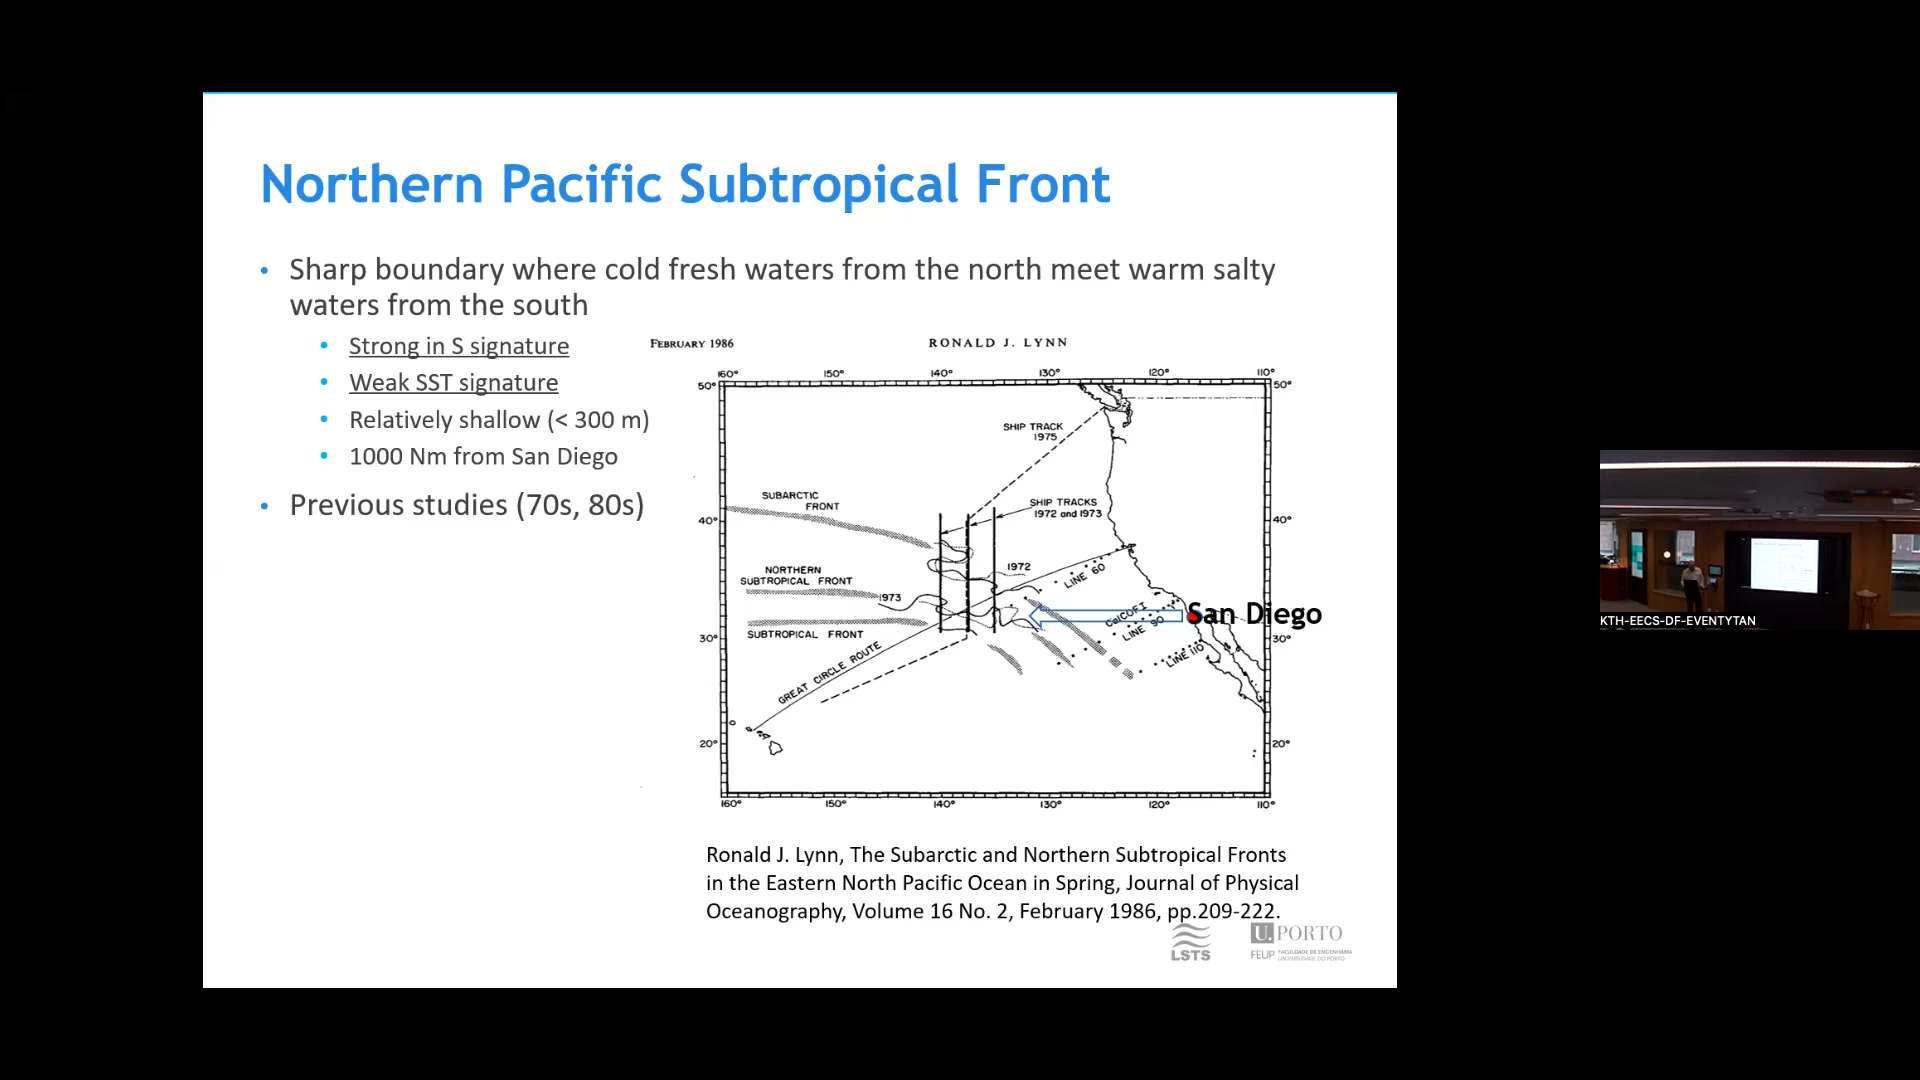 Northern Pacific Subtropical Front
• Sharp boundary where cold fresh waters from the north meet warm salty
waters from the south
• Strong in S signature
• Weak SST signature
• Relatively shallow (< 300 m)
• 1000 Nm from San Diego
• Previous studies (70s, 80s)
FEBRUARY 1986
RONALD J. LYNN
160° 150° 140° 130° 120° 110°
50° 50°
SHIP TRACK
1975
SUBARCTIC
FRONT
SHIP TRACKS
1972 and 1973
40° 40°
1972
NORTHERN
SUBTROPICAL FRONT
LINE 60
1973
CalCOFI
LINE 90
San Diego
SUBTROPICAL FRONT
30° 30°
LINE 110
GREAT CIRCLE ROUTE
20° 20°
160° 150° 140° 130° 120° 110°
Ronald J. Lynn, The Subarctic and Northern Subtropical Fronts
in the Eastern North Pacific Ocean in Spring, Journal of Physical
Oceanography, Volume 16 No. 2, February 1986, pp.209-222.
LSTS
U.PORTO
FEUP FACULDADE DE ENGENHARIA
UNIVERSIDADE DO PORTO
KTH-EECS-DF-EVENTYTAN